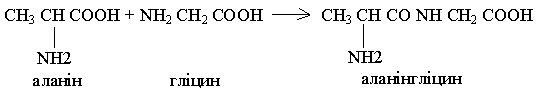 CH₃ CH COOH + NH₂ CH₂ COOH ⟶ CH₃ CH CO NH CH₂ COOH
NH2 NH2
аланін гліцин аланінгліцин